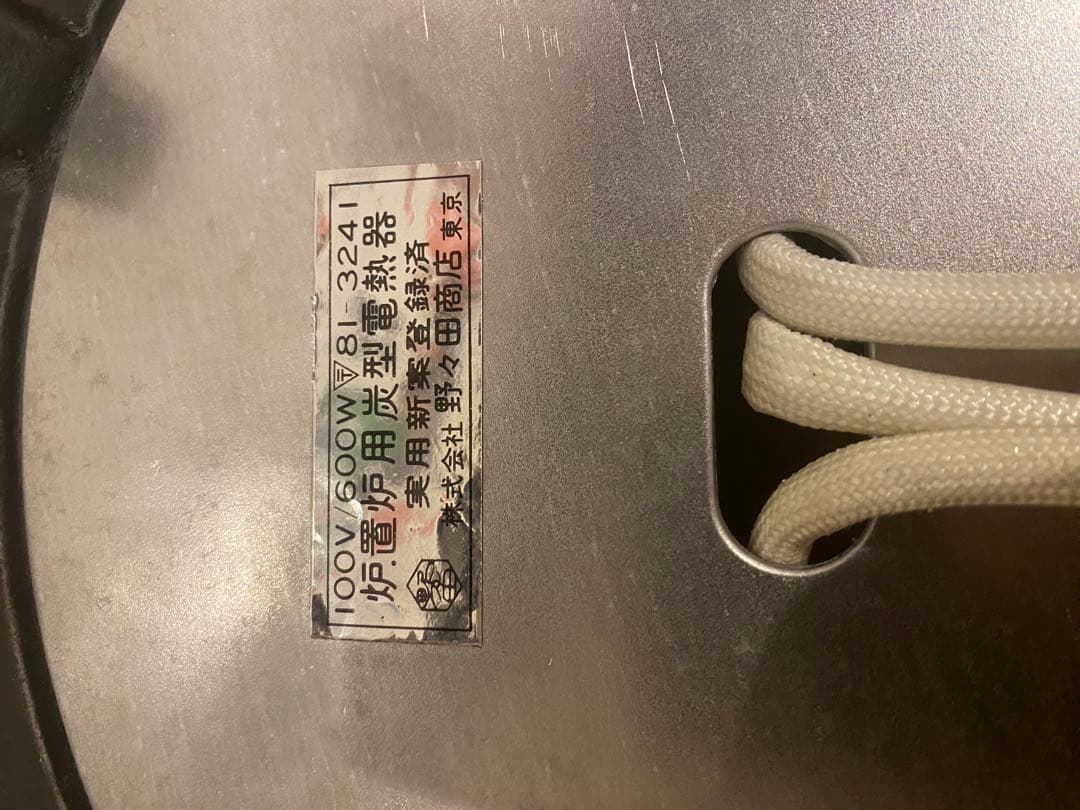 100V/600W 〒81-3241
炉.置炉用炭型電熱器
実用新案登録済
株式会社 野々田商店 東京